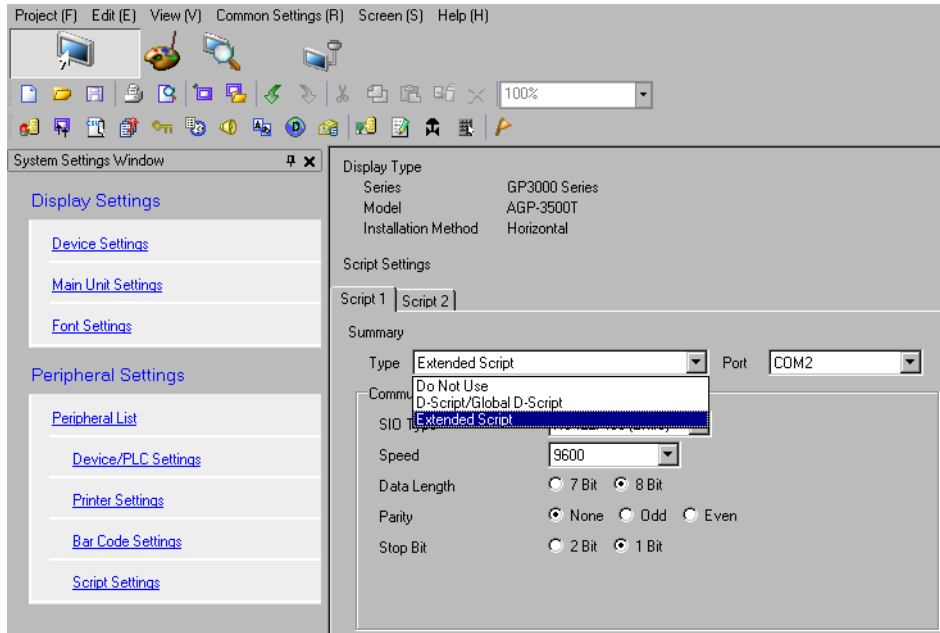 Project (F) Edit (E) View (V) Common Settings (R) Screen (S) Help (H)
100%
System Settings Window
Display Settings
Device Settings
Main Unit Settings
Font Settings
Peripheral Settings
Peripheral List
Device/PLC Settings
Printer Settings
Bar Code Settings
Script Settings
Display Type
Series GP3000 Series
Model AGP-3500T
Installation Method Horizontal
Script Settings
Script 1 Script 2
Summary
Type Extended Script Port COM2
Do Not Use
D-Script/Global D-Script
Extended Script
SIO
Speed 9600
Data Length 7 Bit 8 Bit
Parity None Odd Even
Stop Bit 2 Bit 1 Bit